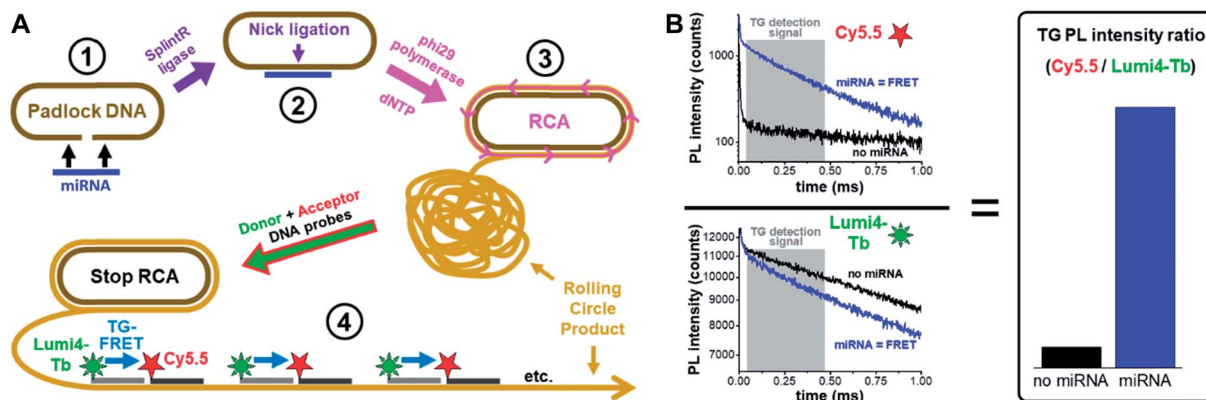 A
1
Padlock DNA
miRNA
SplintR
ligase
Nick ligation
2
phi29
polymerase
dNTP
3
RCA
Donor + Acceptor
DNA probes
Rolling
Circle
Product
Stop RCA
4
Lumi4-
Tb
TG-
FRET
Cy5.5
etc.
B
PL intensity (counts)
1000
100
TG detection
signal
Cy5.5
miRNA = FRET
no miRNA
0.00 0.25 0.50 0.75 1.00
time (ms)
PL intensity (counts)
12000
11000
10000
9000
8000
7000
TG detection
signal
Lumi4-
Tb
no miRNA
miRNA = FRET
0.00 0.25 0.50 0.75 1.00
time (ms)
=
TG PL intensity ratio
(Cy5.5 / Lumi4-Tb)
no miRNA miRNA